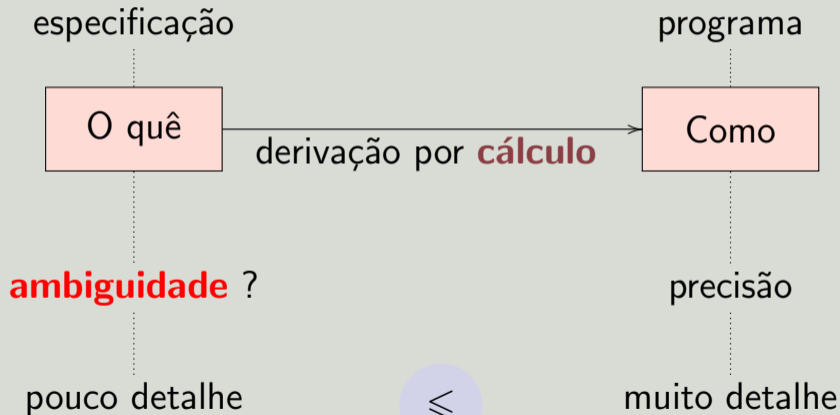 especificação programa
O quê Como
derivação por cálculo
ambiguidade ? precisão
pouco detalhe ⩽ muito detalhe